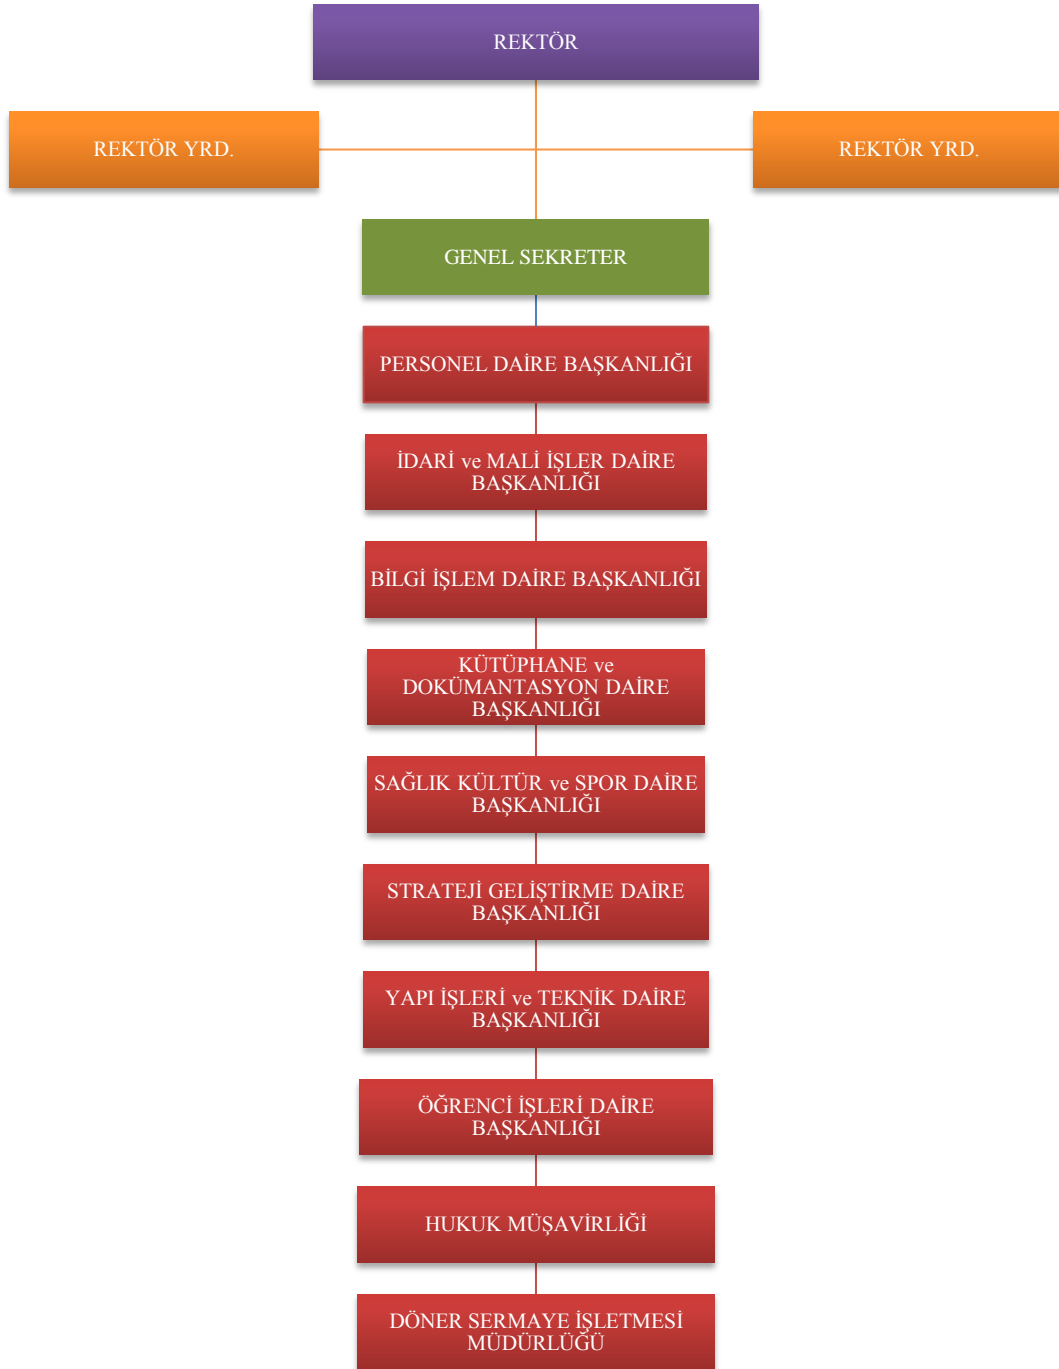 REKTÖR
REKTÖR YRD.
REKTÖR YRD.
GENEL SEKRETER
PERSONEL DAİRE BAŞKANLIĞI
İDARİ ve MALİ İŞLER DAİRE
BAŞKANLIĞI
BİLGİ İŞLEM DAİRE BAŞKANLIĞI
KÜTÜPHANE ve
DOKÜMANTASYON DAİRE
BAŞKANLIĞI
SAĞLIK KÜLTÜR ve SPOR DAİRE
BAŞKANLIĞI
STRATEJİ GELİŞTİRME DAİRE
BAŞKANLIĞI
YAPI İŞLERİ ve TEKNİK DAİRE
BAŞKANLIĞI
ÖĞRENCİ İŞLERİ DAİRE
BAŞKANLIĞI
HUKUK MÜŞAVİRLİĞİ
DÖNER SERMAYE İŞLETMESİ
MÜDÜRLÜĞÜ